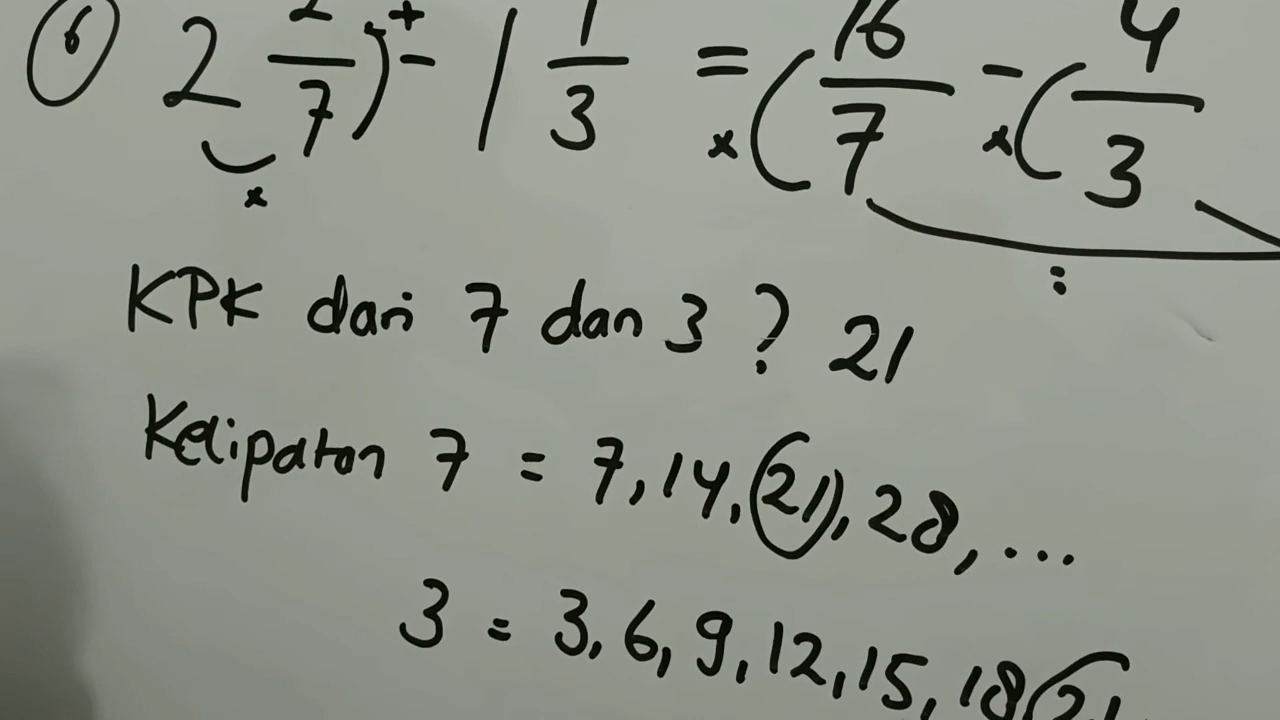 6 2 2/7 - 1 1/3 = 16/7 - 4/3
KPK dari 7 dan 3 ? 21
Kelipatan 7 = 7, 14, 21, 28, ...
3 = 3, 6, 9, 12, 15, 18 21